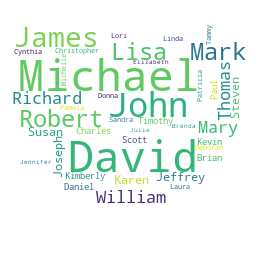 Lori
Linda
Tammy
James
Cynthia
Christopher
Lisa
Mark
Michelle
Elizabeth
Michael
Patricia
Thomas
Richard
Donna
Paul
Steven
Pamela
John
Robert
Sandra
Timothy
Brenda
Mary
Susan
Charles
Julie
Scott
Kevin
Deborah
Joseph
David
Brian
Jennifer
Kimberly
Karen
Jeffrey
Daniel
Laura
William